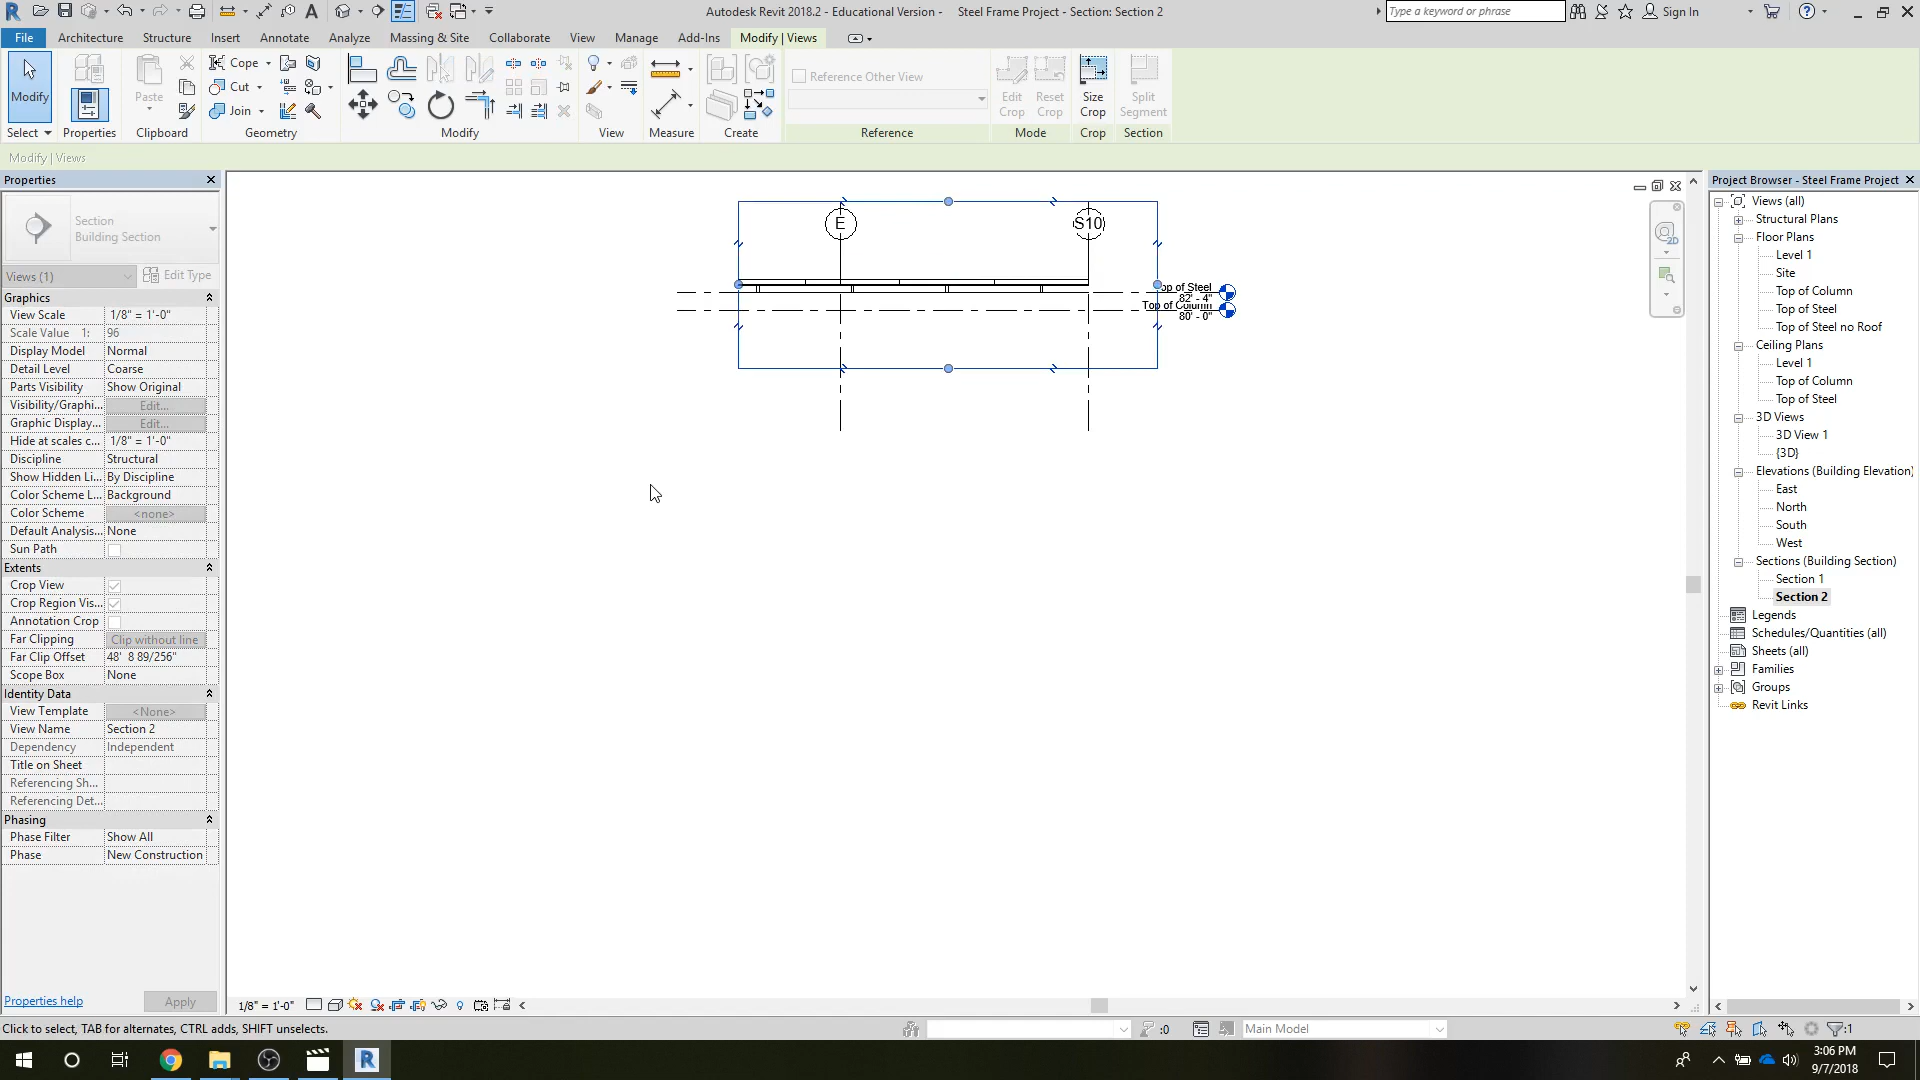 Autodesk Revit 2018.2 - Educational Version - Steel Frame Project - Section: Section 2
Type a keyword or phrase
Sign In
File Architecture Structure Insert Annotate Analyze Massing & Site Collaborate View Manage Add-Ins Modify | Views
Modify
Select
Properties
Paste
Clipboard
Cope
Cut
Join
Geometry
Modify
View
Measure
Create
Reference Other View
Reference
Edit Crop
Reset Crop
Mode
Size Crop
Crop
Split Segment
Section
Modify | Views
Properties
Section
Building Section
Views (1)
Edit Type
Graphics
View Scale 1/8" = 1'-0"
Scale Value 1: 96
Display Model Normal
Detail Level Coarse
Parts Visibility Show Original
Visibility/Graphi... Edit...
Graphic Display... Edit...
Hide at scales c... 1/8" = 1'-0"
Discipline Structural
Show Hidden Li... By Discipline
Color Scheme L... Background
Color Scheme <none>
Default Analysis... None
Sun Path
Extents
Crop View
Crop Region Vis...
Annotation Crop
Far Clipping Clip without line
Far Clip Offset 48' 8 89/256"
Scope Box None
Identity Data
View Template <None>
View Name Section 2
Dependency Independent
Title on Sheet
Referencing Sh...
Referencing Det...
Phasing
Phase Filter Show All
Phase New Construction
Properties help
Apply
E
S10
op of Steel
82' - 4"
Top of Column
80' - 0"
2D
1/8" = 1'-0"
Project Browser - Steel Frame Project
Views (all)
Structural Plans
Floor Plans
Level 1
Site
Top of Column
Top of Steel
Top of Steel no Roof
Ceiling Plans
Level 1
Top of Column
Top of Steel
3D Views
3D View 1
{3D}
Elevations (Building Elevation)
East
North
South
West
Sections (Building Section)
Section 1
Section 2
Legends
Schedules/Quantities (all)
Sheets (all)
Families
Groups
Revit Links
Click to select, TAB for alternates, CTRL adds, SHIFT unselects.
:0
Main Model
:1
3:06 PM
9/7/2018